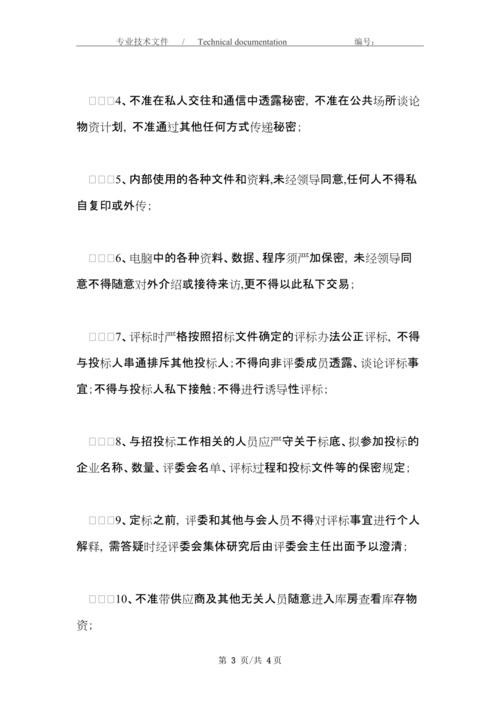 专业技术文件 / Technical documentation 编号：
□□□4、不准在私人交往和通信中透露秘密，不准在公共场所谈论
物资计划，不准通过其他任何方式传递秘密；
□□□5、内部使用的各种文件和资料,未经领导同意,任何人不得私
自复印或外传；
□□□6、电脑中的各种资料、数据、程序须严加保密，未经领导同
意不得随意对外介绍或接待来访,更不得以此私下交易；
□□□7、评标时严格按照招标文件确定的评标办法公正评标，不得
与投标人串通排斥其他投标人；不得向非评委成员透露、谈论评标事
宜；不得与投标人私下接触；不得进行诱导性评标；
□□□8、与招投标工作相关的人员应严守关于标底、拟参加投标的
企业名称、数量、评委会名单、评标过程和投标文件等的保密规定；
□□□9、定标之前，评委和其他与会人员不得对评标事宜进行个人
解释，需答疑时经评委会集体研究后由评委会主任出面予以澄清；
□□□10、不准带供应商及其他无关人员随意进入库房查看库存物
资；
第 3 页/共 4 页